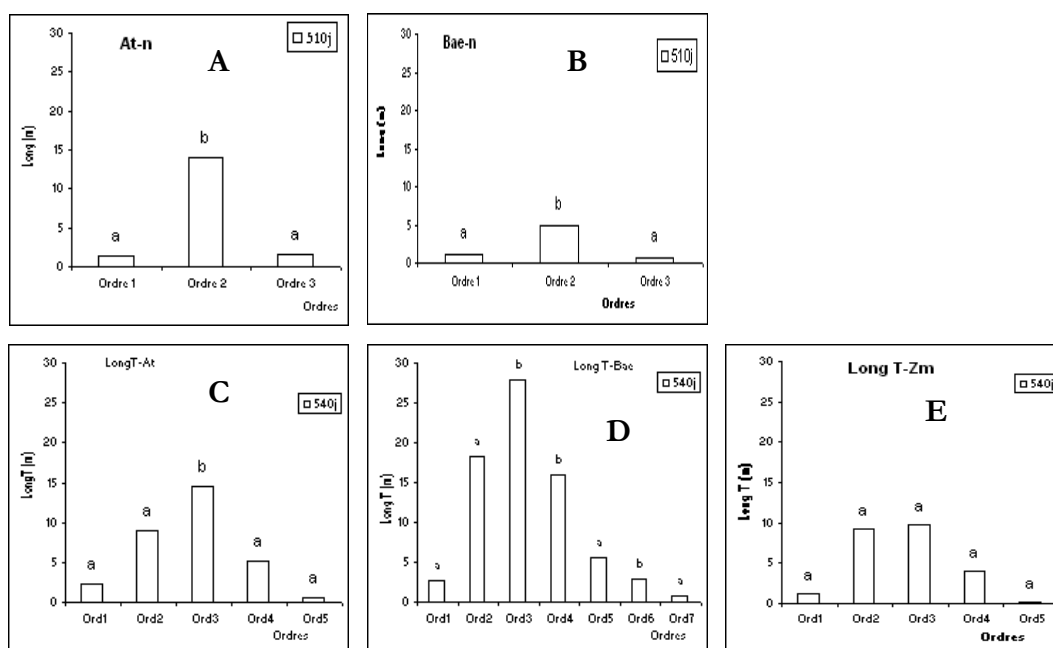 At-n
510j
A
Long (m)
30
25
20
15
10
5
0
a
b
a
Ordre 1 Ordre 2 Ordre 3
Ordres
Bae-n
510j
B
Long (m)
30
25
20
15
10
5
0
a
b
a
Ordre 1 Ordre 2 Ordre 3
Ordres
LongT-At
540j
C
LongT (m)
30
25
20
15
10
5
0
a
a
b
a
a
Ord1 Ord2 Ord3 Ord4 Ord5
Ordres
Long T-Bae
540j
D
LongT (m)
30
25
20
15
10
5
0
a
a
b
b
a
b
a
Ord1 Ord2 Ord3 Ord4 Ord5 Ord6 Ord7
Ordres
Long T-Zm
540j
E
Long T (m)
30
25
20
15
10
5
0
a
a
a
a
a
Ord1 Ord2 Ord3 Ord4 Ord5
Ordres